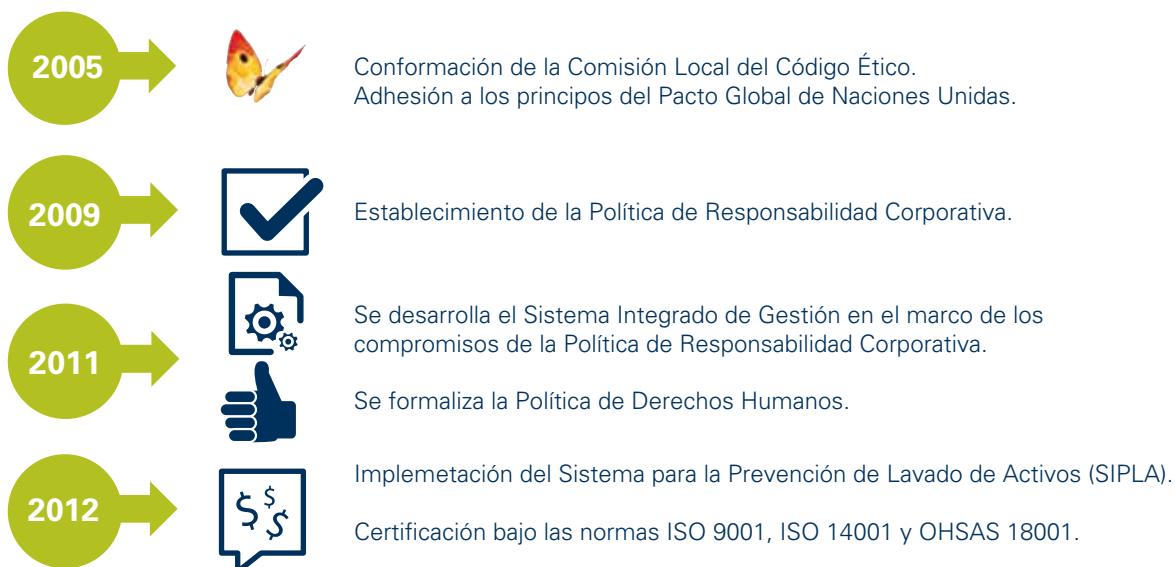 2005
Conformación de la Comisión Local del Código Ético.
Adhesión a los principos del Pacto Global de Naciones Unidas.
2009
Establecimiento de la Política de Responsabilidad Corporativa.
2011
Se desarrolla el Sistema Integrado de Gestión en el marco de los
compromisos de la Política de Responsabilidad Corporativa.
Se formaliza la Política de Derechos Humanos.
2012
Implemetación del Sistema para la Prevención de Lavado de Activos (SIPLA).
$ $ $
Certificación bajo las normas ISO 9001, ISO 14001 y OHSAS 18001.